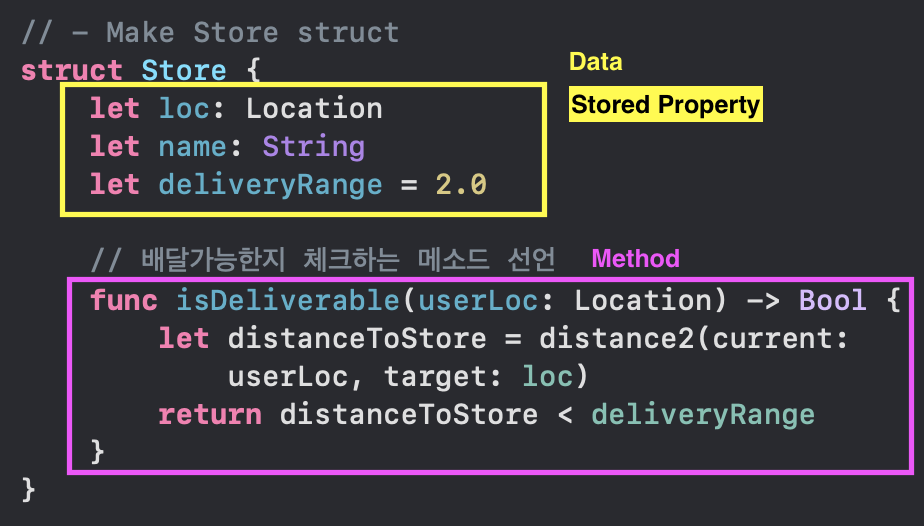 // - Make Store struct
struct Store {
Data
Stored Property
let loc: Location
let name: String
let deliveryRange = 2.0
// 배달가능한지 체크하는 메소드 선언
Method
func isDeliverable(userLoc: Location) -> Bool {
let distanceToStore = distance2(current:
userLoc, target: loc)
return distanceToStore < deliveryRange
}
}